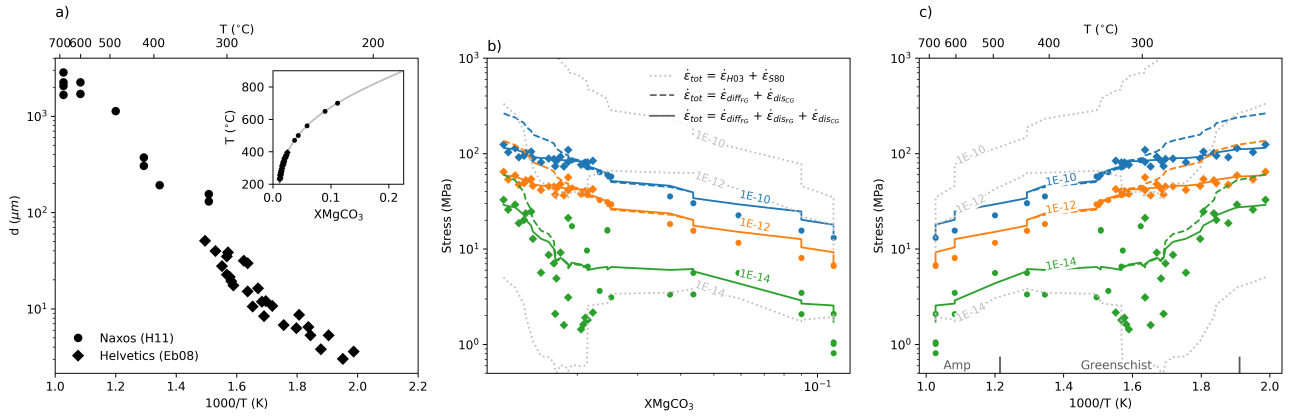 a)
T (°C)
700 600 500 400 300 200
d (μm)
10³
10²
10¹
T (°C)
800
600
400
200
0.0 0.1 0.2
XMgCO₃
Naxos (H11)
Helvetics (Eb08)
1.0 1.2 1.4 1.6 1.8 2.0 2.2
1000/T (K)
b)
Stress (MPa)
10³
10²
10¹
10⁰
ε̇tot = ε̇H03 + ε̇S80
ε̇tot = ε̇diffFG + ε̇disCG
ε̇tot = ε̇diffFG + ε̇disFG + ε̇disCG
1E-10
1E-12
1E-10
1E-12
1E-14
1E-14
10⁻¹
XMgCO₃
c)
T (°C)
700 600 500 400 300
Stress (MPa)
10³
10²
10¹
10⁰
1E-10
1E-10
1E-12
1E-12
1E-14
1E-14
Amp
Greenschist
1.0 1.2 1.4 1.6 1.8 2.0
1000/T (K)